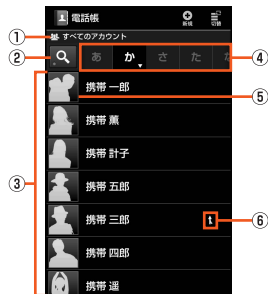 電話帳 新規 切替
① すべてのアカウント
② あ か さ た な ④
携帯 一郎 ⑤
携帯 薫
③ 携帯 計子
携帯 五郎
携帯 三郎 t ⑥
携帯 四郎
携帯 遥